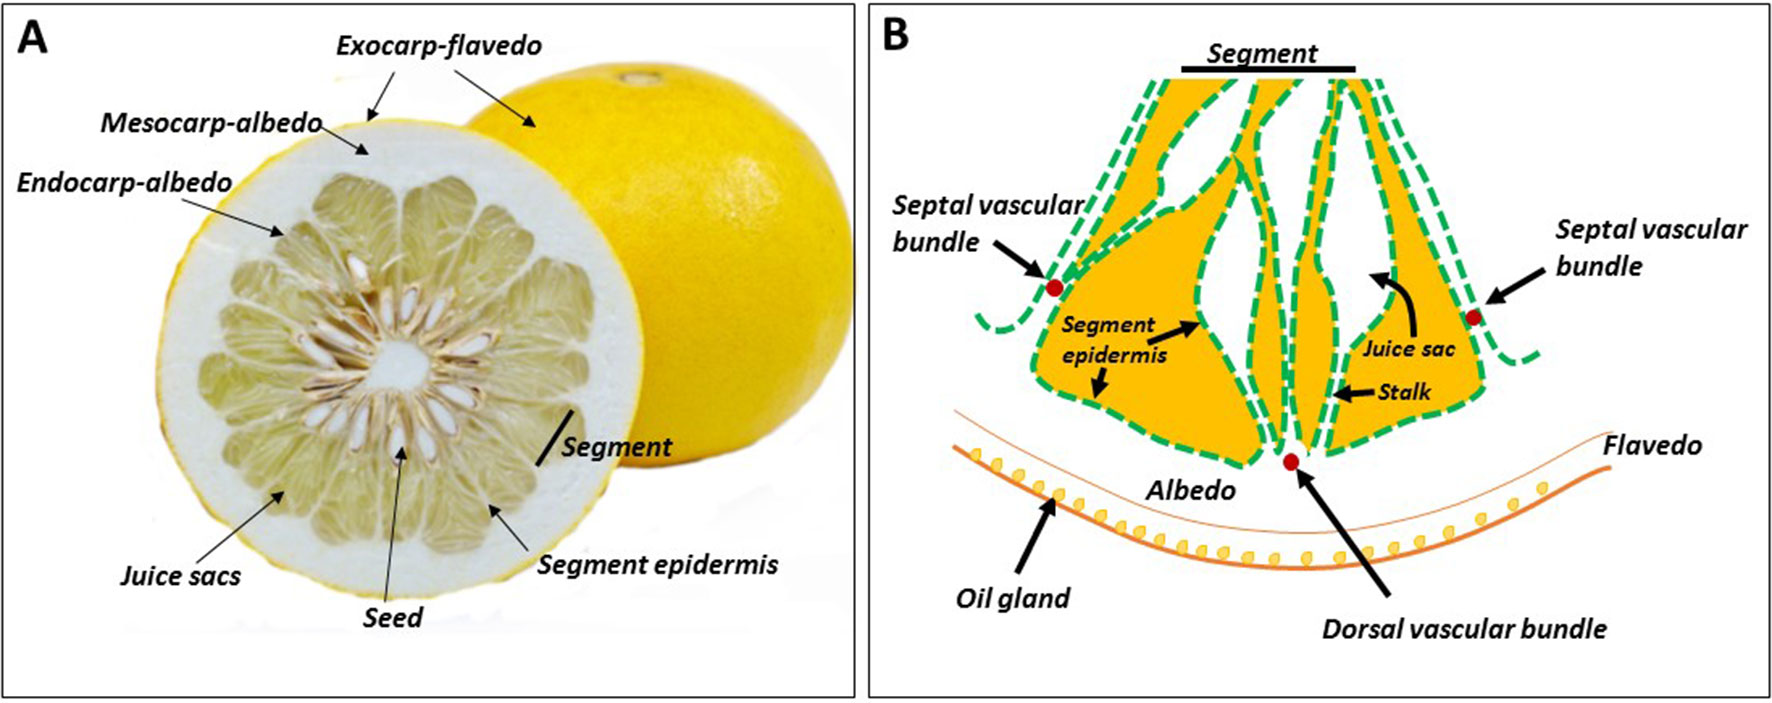 A
Exocarp-flavedo
Mesocarp-albedo
Endocarp-albedo
Segment
Segment epidermis
Juice sacs
Seed
B
Segment
Septal vascular
bundle
Septal vascular
bundle
Segment
epidermis
Juice sac
Stalk
Flavedo
Albedo
Oil gland
Dorsal vascular bundle